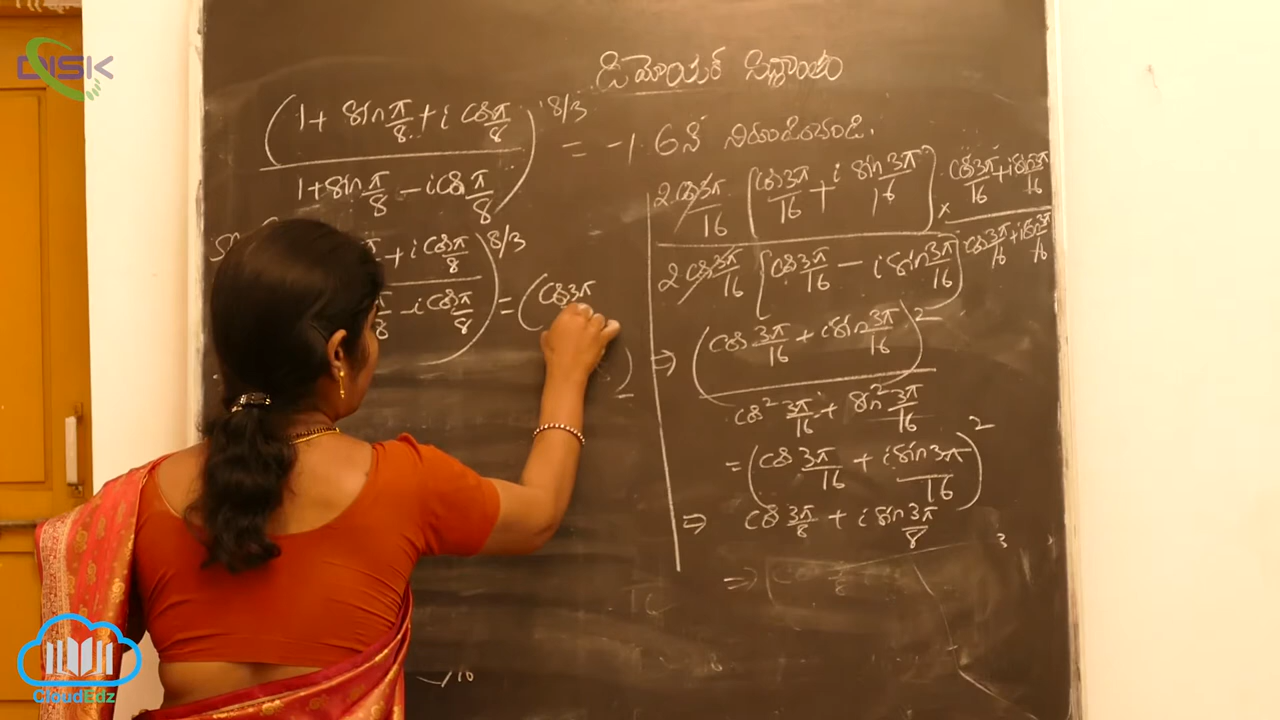 DISK
డిమోయర్ సిద్ధాంతం
(1 + sin π/8 + i cos π/8 / 1 + sin π/8 - i cos π/8)^8/3 = -1 అని నిరూపించండి.
π/8 + i cos π/8 / π/8 - i cos π/8)^8/3 = (cos 3π
2 cos 3π/16 [cos 3π/16 + i sin 3π/16] × cos 3π/16 + i sin 3π/16
2 cos 3π/16 [cos 3π/16 - i sin 3π/16] cos 3π/16 + i sin 3π/16
⇒ (cos 3π/16 + i sin 3π/16)^2
cos^2 3π/16 + sin^2 3π/16
= (cos 3π/16 + i sin 3π/16)^2
⇒ cos 3π/8 + i sin 3π/8
CloudEdz